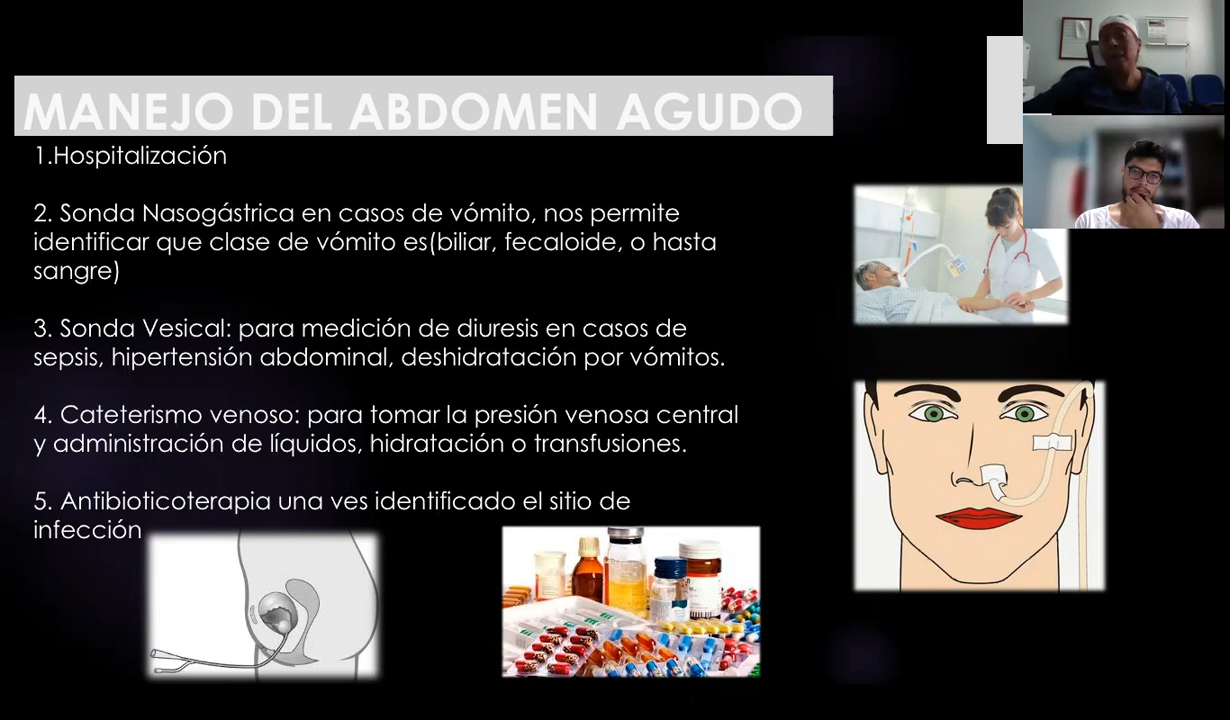 MANEJO DEL ABDOMEN AGUDO
1.Hospitalización
2. Sonda Nasogástrica en casos de vómito, nos permite
identificar que clase de vómito es(biliar, fecaloide, o hasta
sangre)
3. Sonda Vesical: para medición de diuresis en casos de
sepsis, hipertensión abdominal, deshidratación por vómitos.
4. Cateterismo venoso: para tomar la presión venosa central
y administración de líquidos, hidratación o transfusiones.
5. Antibioticoterapia una ves identificado el sitio de
infección